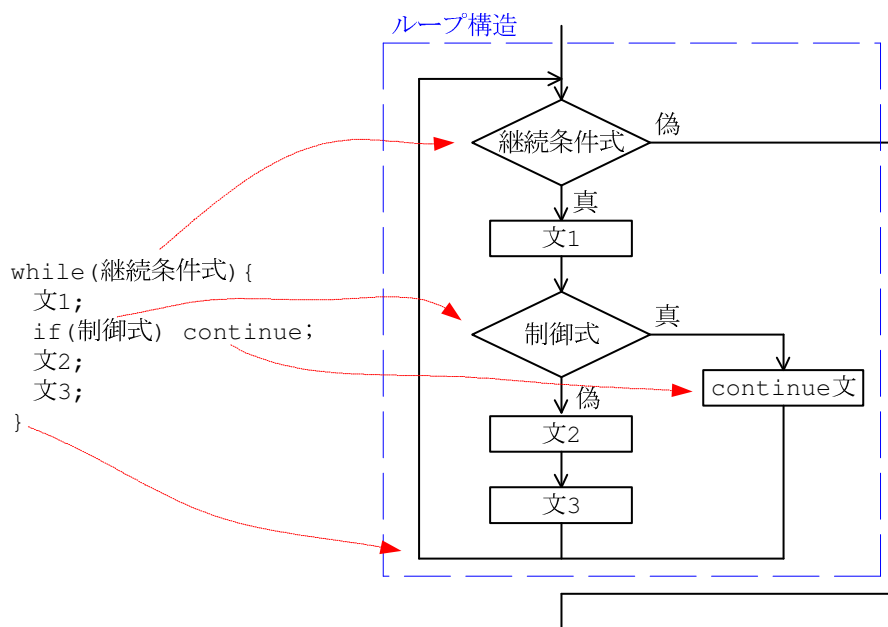 ループ構造
継続条件式
偽
真
文1
while(継続条件式){
文1;
if(制御式) continue;
文2;
文3;
}
制御式
真
continue文
偽
文2
文3